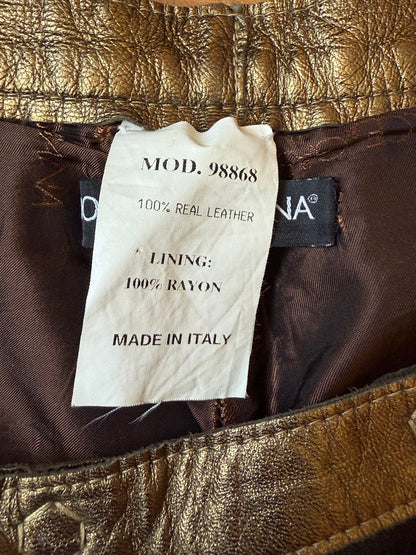 MOD. 98868
100% REAL LEATHER
LINING:
100% RAYON
MADE IN ITALY